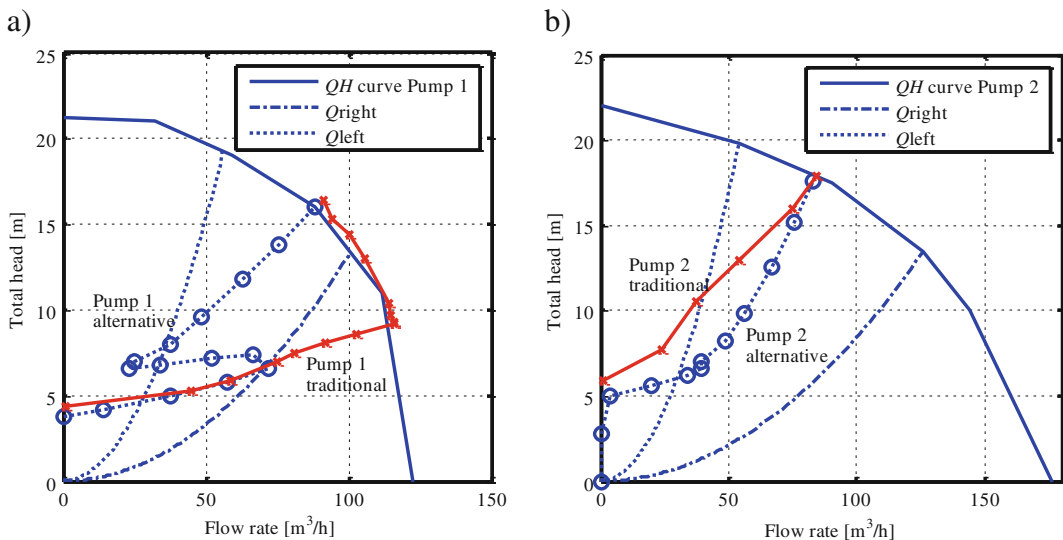 a)
25
20
15
10
5
0
Total head [m]
QH curve Pump 1
Qright
Qleft
Pump 1
alternative
Pump 1
traditional
0
50
100
150
Flow rate [m³/h]
b)
25
20
15
10
5
0
Total head [m]
QH curve Pump 2
Qright
Qleft
Pump 2
traditional
Pump 2
alternative
0
50
100
150
Flow rate [m³/h]